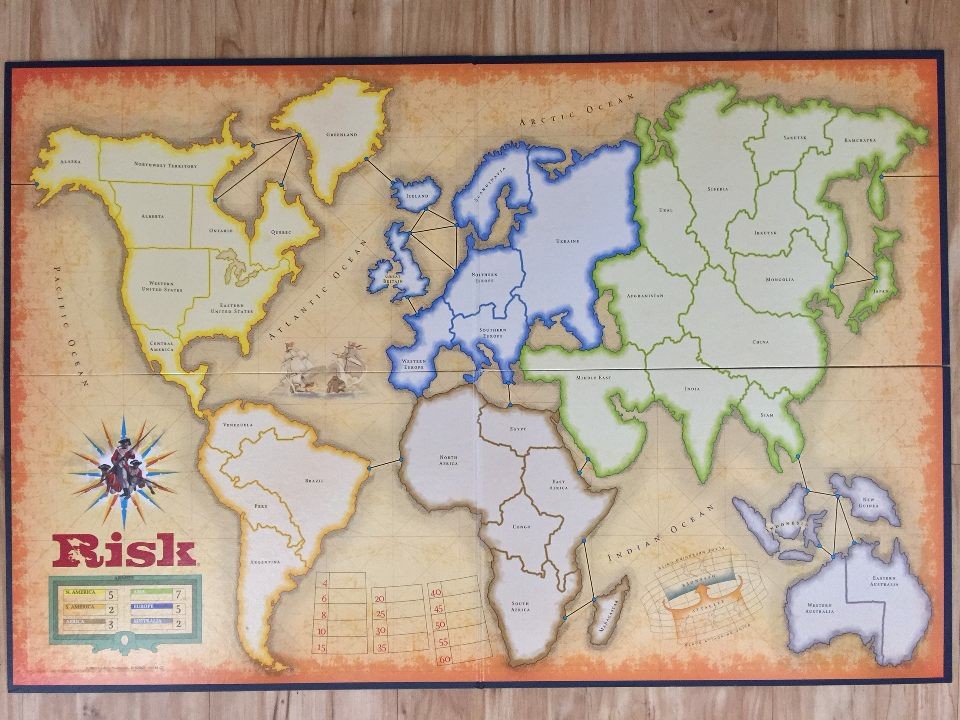 ARCTIC OCEAN
GREENLAND
ALASKA
NORTHWEST TERRITORY
ALBERTA
ONTARIO
QUEBEC
WESTERN
UNITED STATES
EASTERN
UNITED STATES
CENTRAL
AMERICA
PACIFIC OCEAN
ATLANTIC OCEAN
ICELAND
SCANDINAVIA
GREAT
BRITAIN
NORTHERN
EUROPE
SOUTHERN
EUROPE
WESTERN
EUROPE
UKRAINE
URAL
SIBERIA
YAKUTSK
KAMCHATKA
IRKUTSK
MONGOLIA
JAPAN
AFGHANISTAN
CHINA
MIDDLE EAST
INDIA
SIAM
VENEZUELA
BRAZIL
PERU
ARGENTINA
NORTH
AFRICA
EGYPT
EAST
AFRICA
CONGO
SOUTH
AFRICA
MADAGASCAR
INDIAN OCEAN
INDONESIA
NEW
GUINEA
WESTERN
AUSTRALIA
EASTERN
AUSTRALIA
Risk
ARMIES
N. AMERICA 5 ASIA 7
S. AMERICA 2 EUROPE 5
AFRICA 3 AUSTRALIA 2
4
6 20 40
8 25 45
10 30 50
15 35 55
60